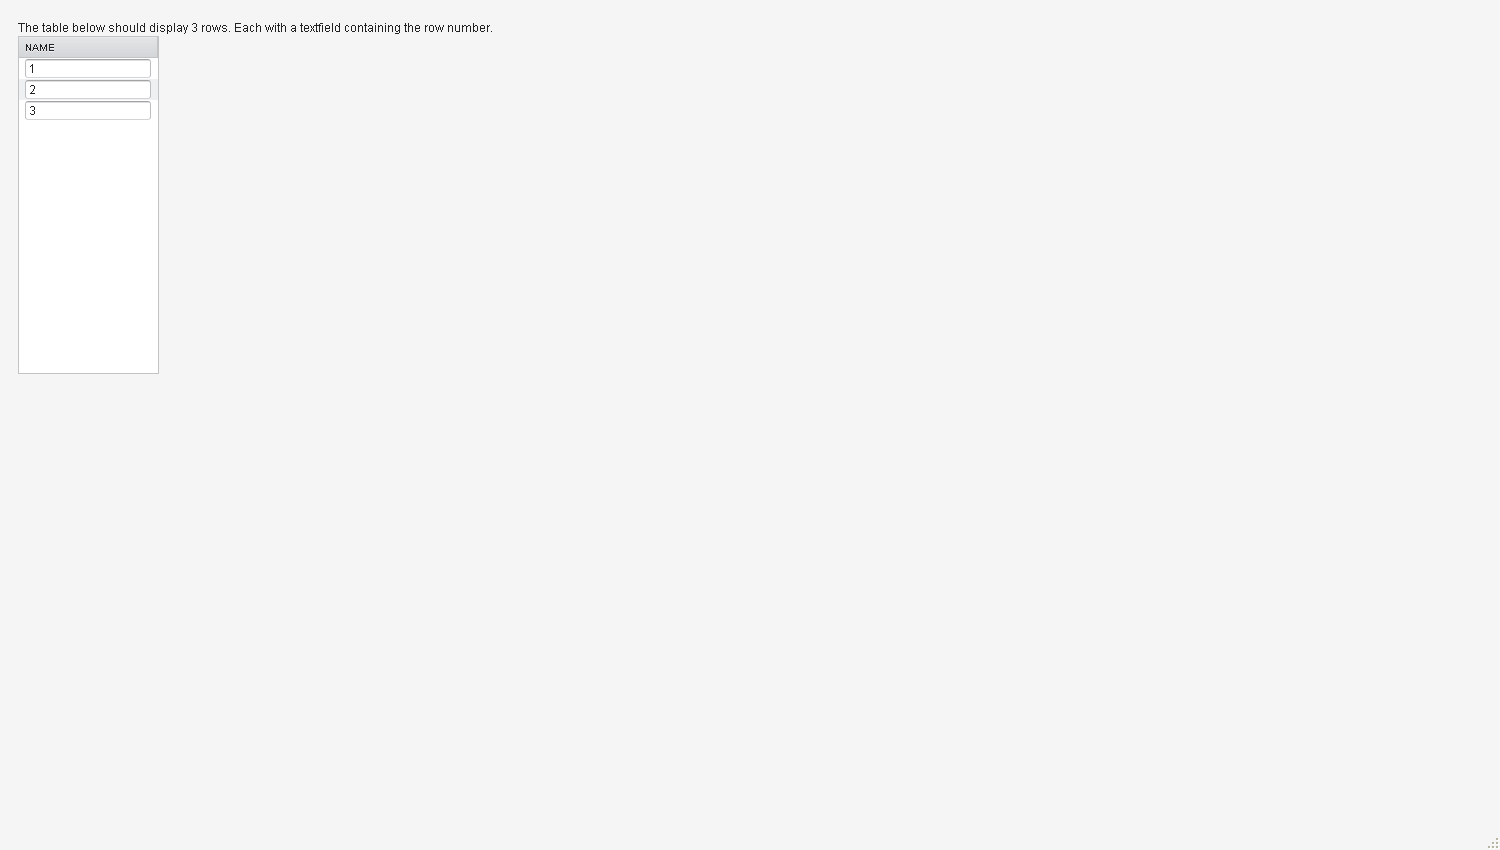 The table below should display 3 rows. Each with a textfield containing the row number.
NAME
1
2
3